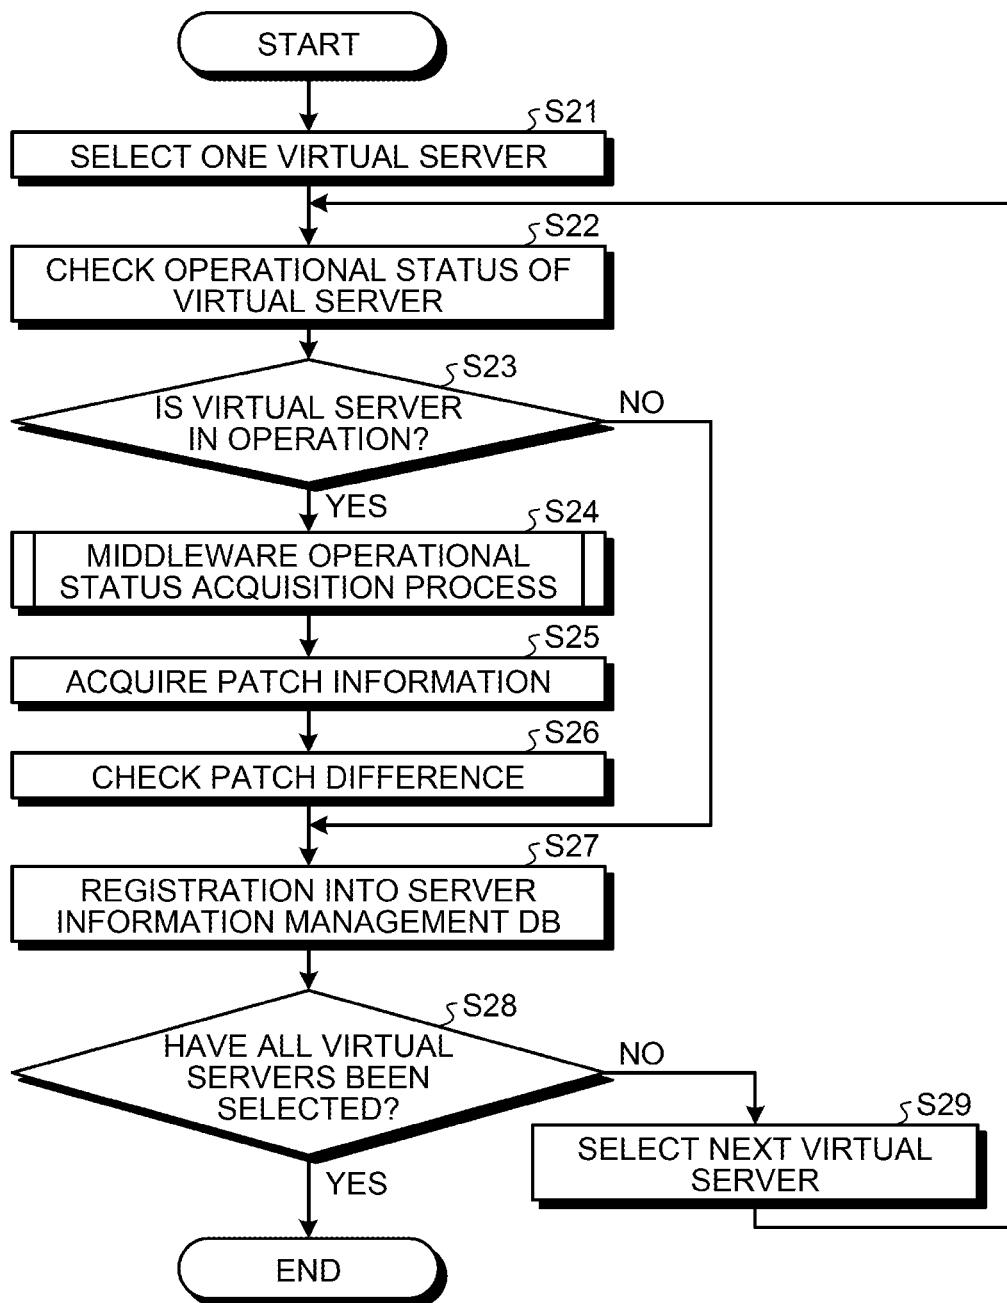 START
S21
SELECT ONE VIRTUAL SERVER
S22
CHECK OPERATIONAL STATUS OF
VIRTUAL SERVER
S23
IS VIRTUAL SERVER
IN OPERATION?
NO
YES
S24
MIDDLEWARE OPERATIONAL
STATUS ACQUISITION PROCESS
S25
ACQUIRE PATCH INFORMATION
S26
CHECK PATCH DIFFERENCE
S27
REGISTRATION INTO SERVER
INFORMATION MANAGEMENT DB
S28
HAVE ALL VIRTUAL
SERVERS BEEN
SELECTED?
NO
S29
SELECT NEXT VIRTUAL
SERVER
YES
END